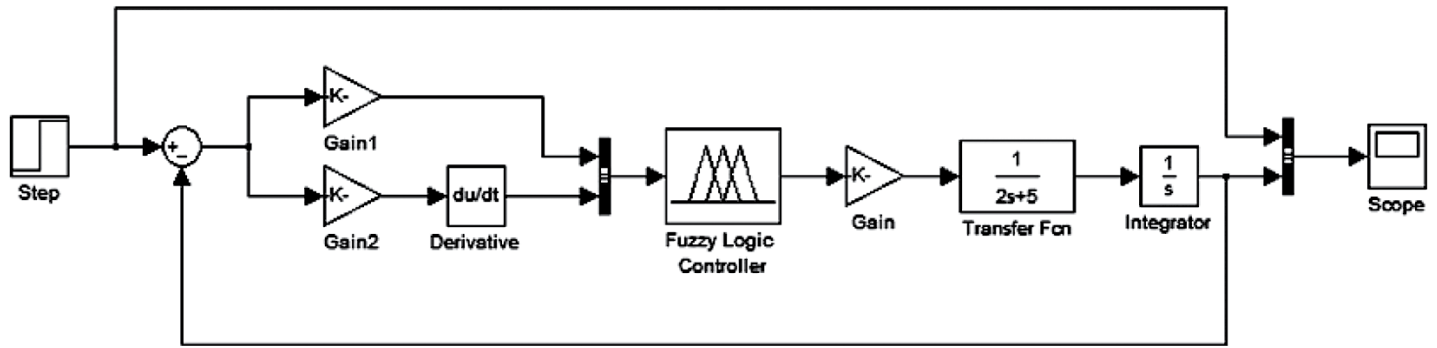 Step
+
-
-K-
Gain1
-K-
Gain2
du/dt
Derivative
Fuzzy Logic
Controller
-K-
Gain
1
2s+5
Transfer Fcn
1
s
Integrator
Scope